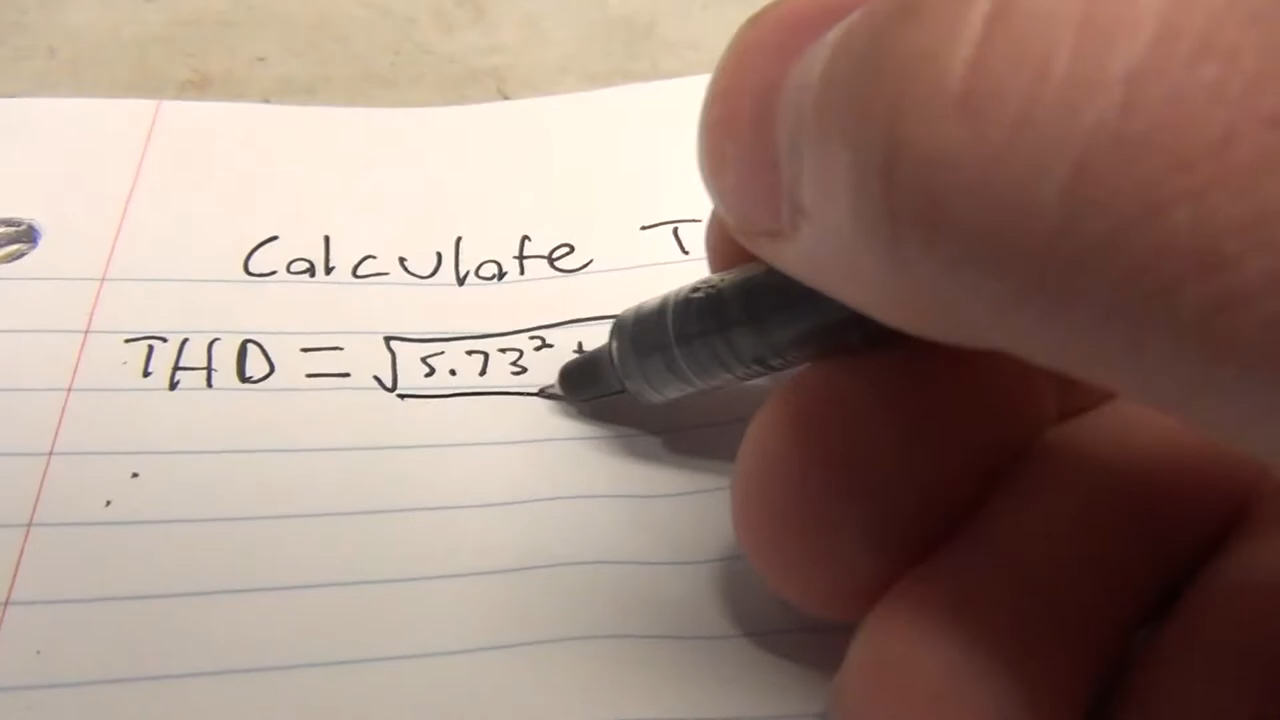 Calculate T
THD = √5.73² +